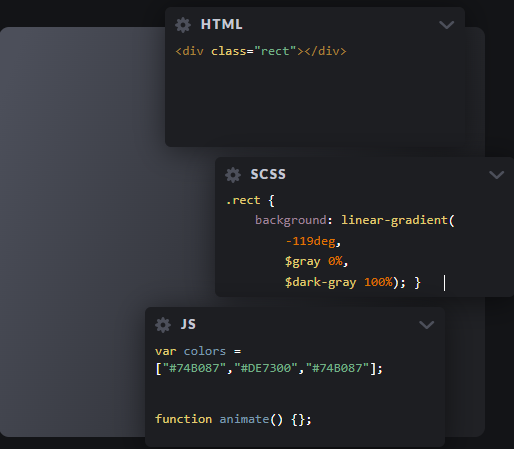 HTML
<div class="rect"></div>
SCSS
.rect {
background: linear-gradient(
-119deg,
$gray 0%,
$dark-gray 100%); }
JS
var colors =
["#74B087","#DE7300","#74B087"];
function animate() {};